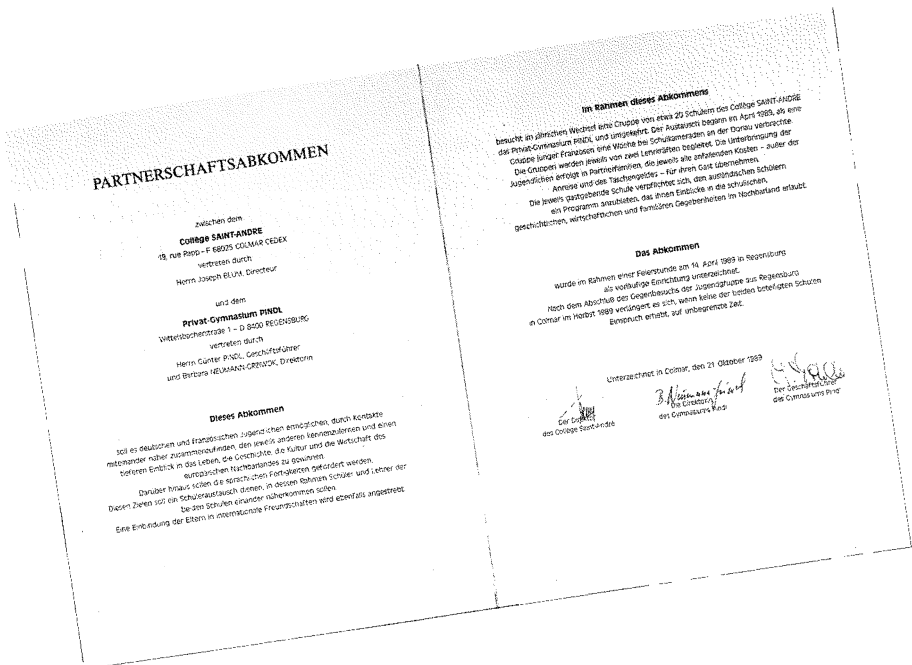 PARTNERSCHAFTSABKOMMEN
zwischen dem
Collège SAINT-ANDRE
19, rue Rapp – F 68025 COLMAR CEDEX
vertreten durch
Herrn Joseph BLUM, Directeur
und dem
Privat-Gymnasium PINDL
Wittelsbacherstraße 1 – D 8400 REGENSBURG
vertreten durch
Herrn Günter PINDL, Geschäftsführer
und Barbara NEUMANN-GRZIWOK, Direktorin
Dieses Abkommen
soll es deutschen und französischen Jugendlichen ermöglichen, durch Kontakte
miteinander näher zusammenzufinden, den jeweils anderen kennenzulernen und einen
tieferen Einblick in das Leben, die Geschichte, die Kultur und die Wirtschaft des
europäischen Nachbarlandes zu gewinnen.
Darüber hinaus sollen die sprachlichen Fertigkeiten gefördert werden.
Diesen Zielen soll ein Schüleraustausch dienen, in dessen Rahmen Schüler und Lehrer der
beiden Schulen einander näherkommen sollen.
Eine Einbindung der Eltern in internationale Freundschaften wird ebenfalls angestrebt.
Im Rahmen dieses Abkommens
besucht im jährlichen Wechsel eine Gruppe von etwa 20 Schülern des Collège SAINT-ANDRE
das Privat-Gymnasium PINDL und umgekehrt. Der Austausch begann im April 1989, als eine
Gruppe junger Franzosen eine Woche bei Schulkameraden an der Donau verbrachte.
Die Gruppen werden jeweils von zwei Lehrkräften begleitet. Die Unterbringung der
Jugendlichen erfolgt in Partnerfamilien, die jeweils alle anfallenden Kosten – außer der
Anreise und des Taschengeldes – für ihren Gast übernehmen.
Die jeweils gastgebende Schule verpflichtet sich, den ausländischen Schülern
ein Programm anzubieten, das ihnen Einblicke in die schulischen,
geschichtlichen, wirtschaftlichen und familiären Gegebenheiten im Nachbarland erlaubt.
Das Abkommen
wurde im Rahmen einer Feierstunde am 14. April 1989 in Regensburg
als vorläufige Einrichtung unterzeichnet.
Nach dem Abschluß des Gegenbesuchs der Jugendgruppe aus Regensburg
in Colmar im Herbst 1989 verlängert es sich, wenn keine der beiden beteiligten Schulen
Einspruch erhebt, auf unbegrenzte Zeit.
Unterzeichnet in Colmar, den 21 Oktober 1989
B. Neumann
Der
des Collège Saint-André
Die Direktorin
des Gymnasiums Pindl
Der Geschäftsführer
des Gymnasiums Pindl